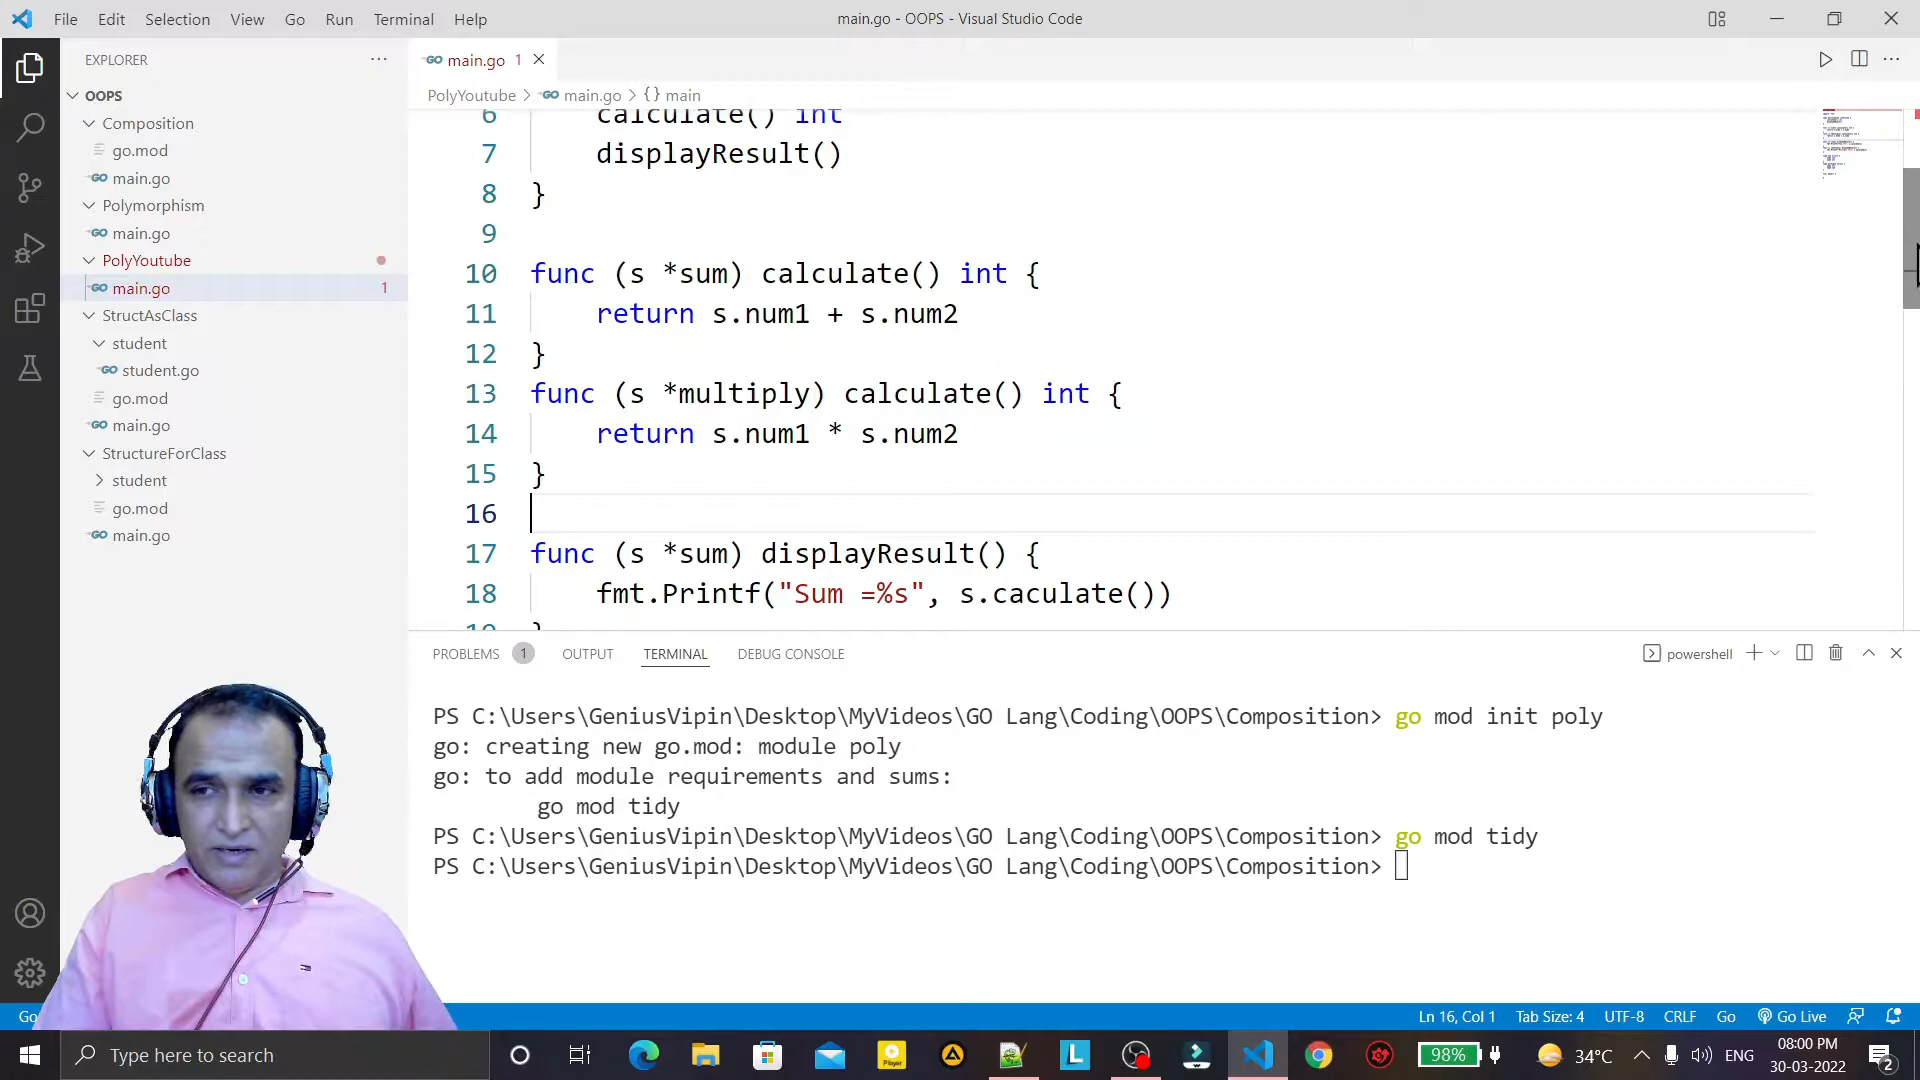 File Edit Selection View Go Run Terminal Help
main.go - OOPS - Visual Studio Code
EXPLORER
OOPS
Composition
go.mod
main.go
Polymorphism
main.go
PolyYoutube
main.go 1
StructAsClass
student
student.go
go.mod
main.go
StructureForClass
student
go.mod
main.go
main.go 1
PolyYoutube > main.go > {} main
6 calculate() int
7 displayResult()
8 }
9
10 func (s *sum) calculate() int {
11 return s.num1 + s.num2
12 }
13 func (s *multiply) calculate() int {
14 return s.num1 * s.num2
15 }
16
17 func (s *sum) displayResult() {
18 fmt.Printf("Sum =%s", s.caculate())
19 }
PROBLEMS 1 OUTPUT TERMINAL DEBUG CONSOLE
powershell
PS C:\Users\GeniusVipin\Desktop\MyVideos\GO Lang\Coding\OOPS\Composition> go mod init poly
go: creating new go.mod: module poly
go: to add module requirements and sums:
go mod tidy
PS C:\Users\GeniusVipin\Desktop\MyVideos\GO Lang\Coding\OOPS\Composition> go mod tidy
PS C:\Users\GeniusVipin\Desktop\MyVideos\GO Lang\Coding\OOPS\Composition>
Go
Ln 16, Col 1 Tab Size: 4 UTF-8 CRLF Go Go Live
Type here to search
98% 34°C ENG
08:00 PM
30-03-2022
2